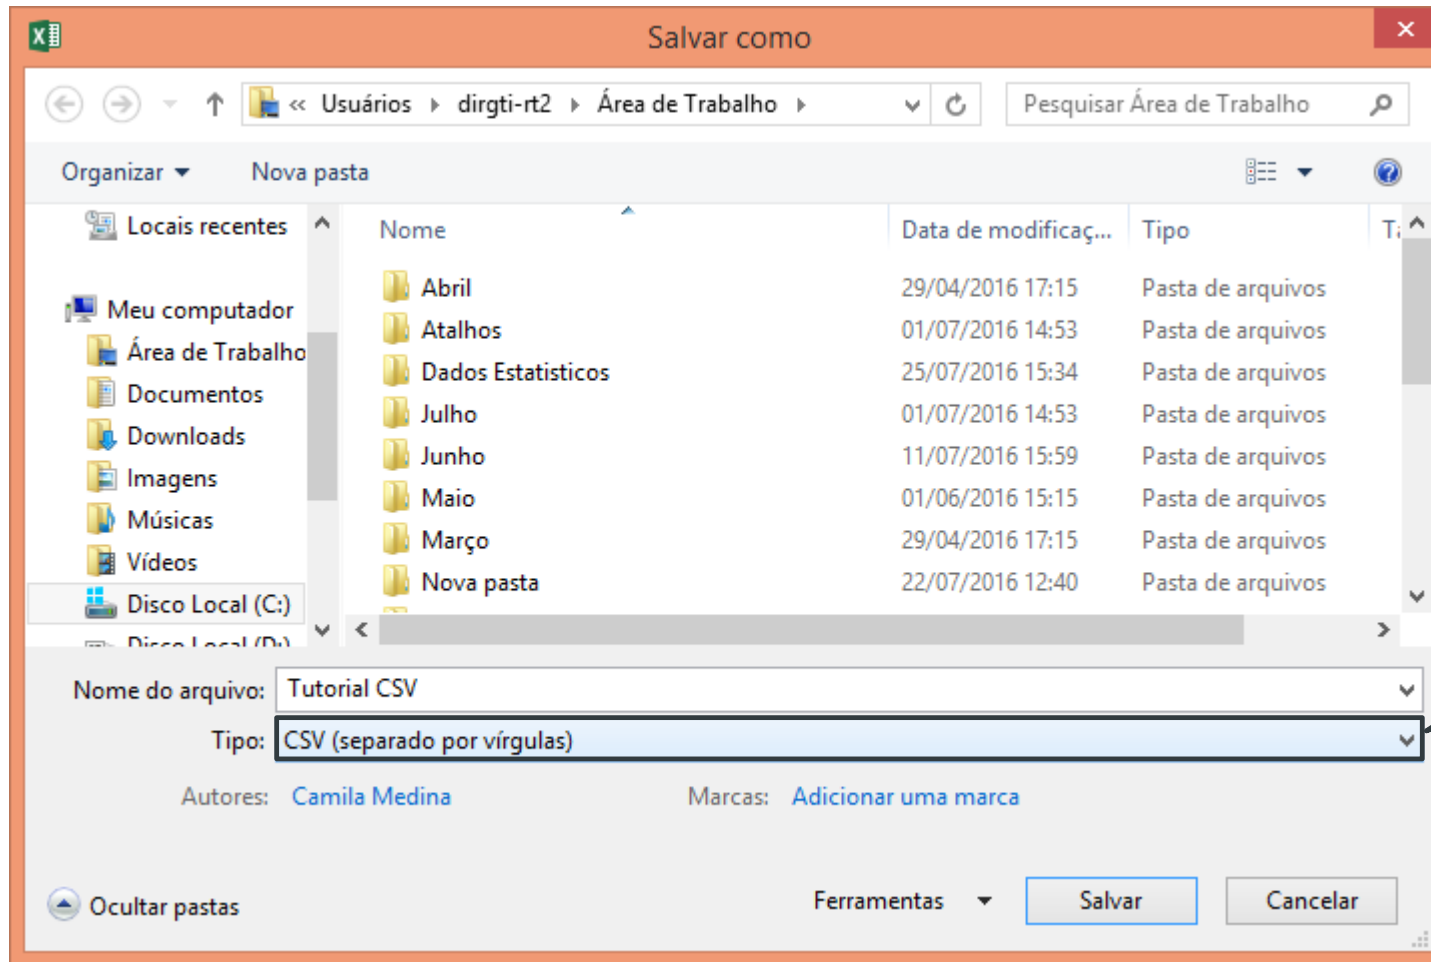 Salvar como
« Usuários dirgti-rt2 Área de Trabalho
Pesquisar Área de Trabalho
Organizar
Nova pasta
Locais recentes
Meu computador
Área de Trabalho
Documentos
Downloads
Imagens
Músicas
Vídeos
Disco Local (C:)
Disco Local (D:)
Nome Data de modificaç... Tipo
Abril 29/04/2016 17:15 Pasta de arquivos
Atalhos 01/07/2016 14:53 Pasta de arquivos
Dados Estatisticos 25/07/2016 15:34 Pasta de arquivos
Julho 01/07/2016 14:53 Pasta de arquivos
Junho 11/07/2016 15:59 Pasta de arquivos
Maio 01/06/2016 15:15 Pasta de arquivos
Março 29/04/2016 17:15 Pasta de arquivos
Nova pasta 22/07/2016 12:40 Pasta de arquivos
Nome do arquivo: Tutorial CSV
Tipo: CSV (separado por vírgulas)
Autores: Camila Medina Marcas: Adicionar uma marca
Ocultar pastas
Ferramentas
Salvar
Cancelar